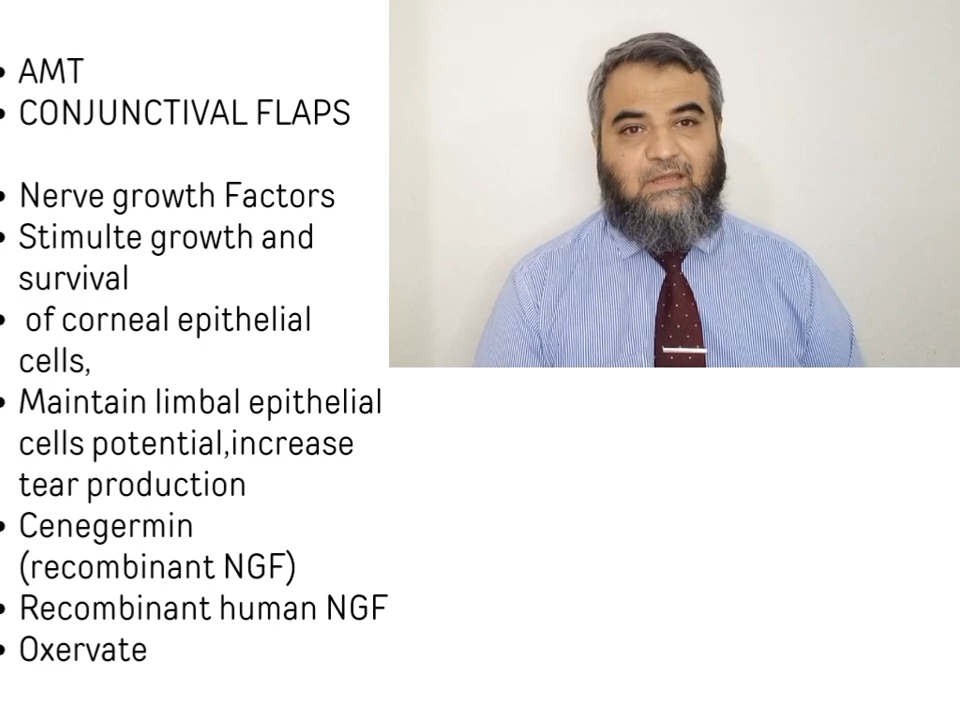 • AMT
• CONJUNCTIVAL FLAPS
• Nerve growth Factors
• Stimulte growth and
survival
• of corneal epithelial
cells,
• Maintain limbal epithelial
cells potential,increase
tear production
• Cenegermin
(recombinant NGF)
• Recombinant human NGF
• Oxervate